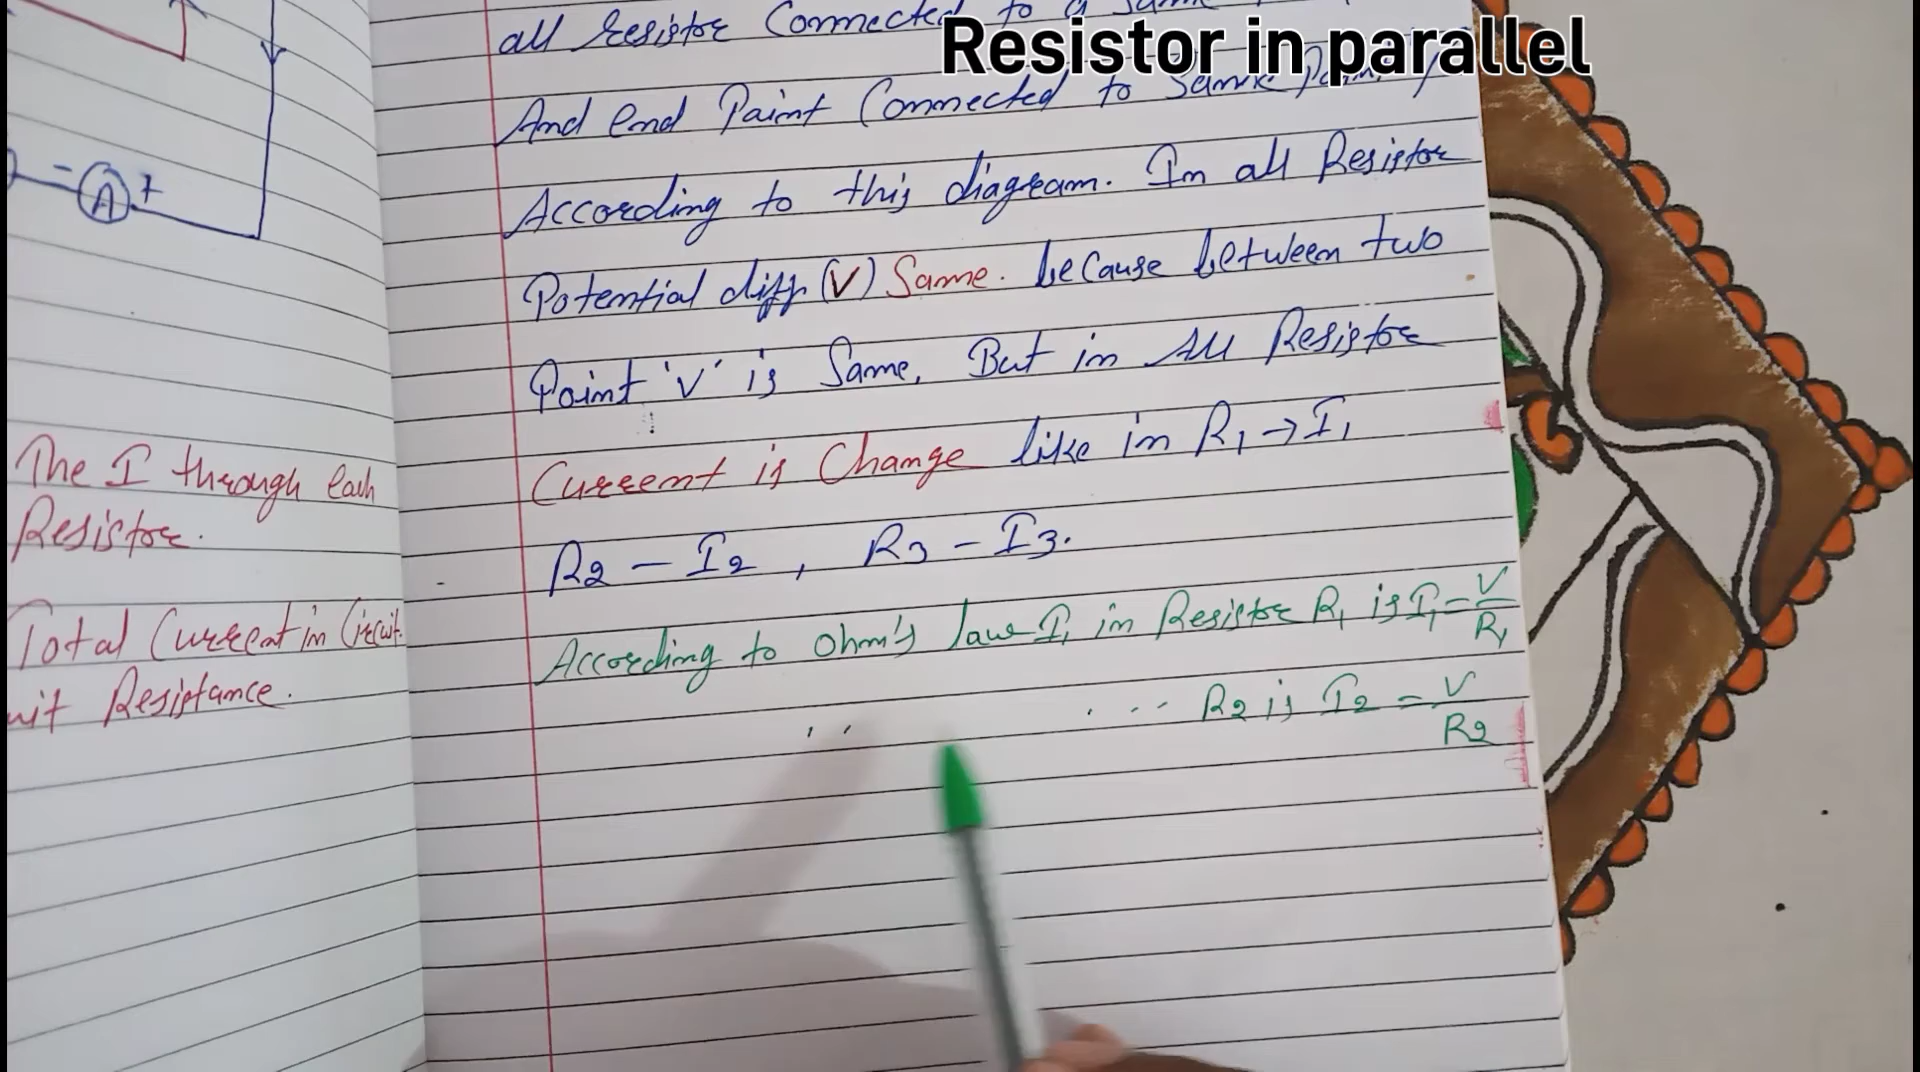 Resistor in parallel
all Resistor Connected to a same
And end Point Connected to Same Point
According to this diagram. In all Resistor
Potential diff (V) Same. because between two
Point 'V' is Same, But in All Resistor
Current is Change like in R1 → I1
R2 - I2 , R3 - I3.
According to ohm's law I1 in Resistor R1 is I1 = V/R1
,, ,, R2 is I2 = V/R2
- A +
The I through Each
Resistor.
Total Current in Circuit.
Resistance.